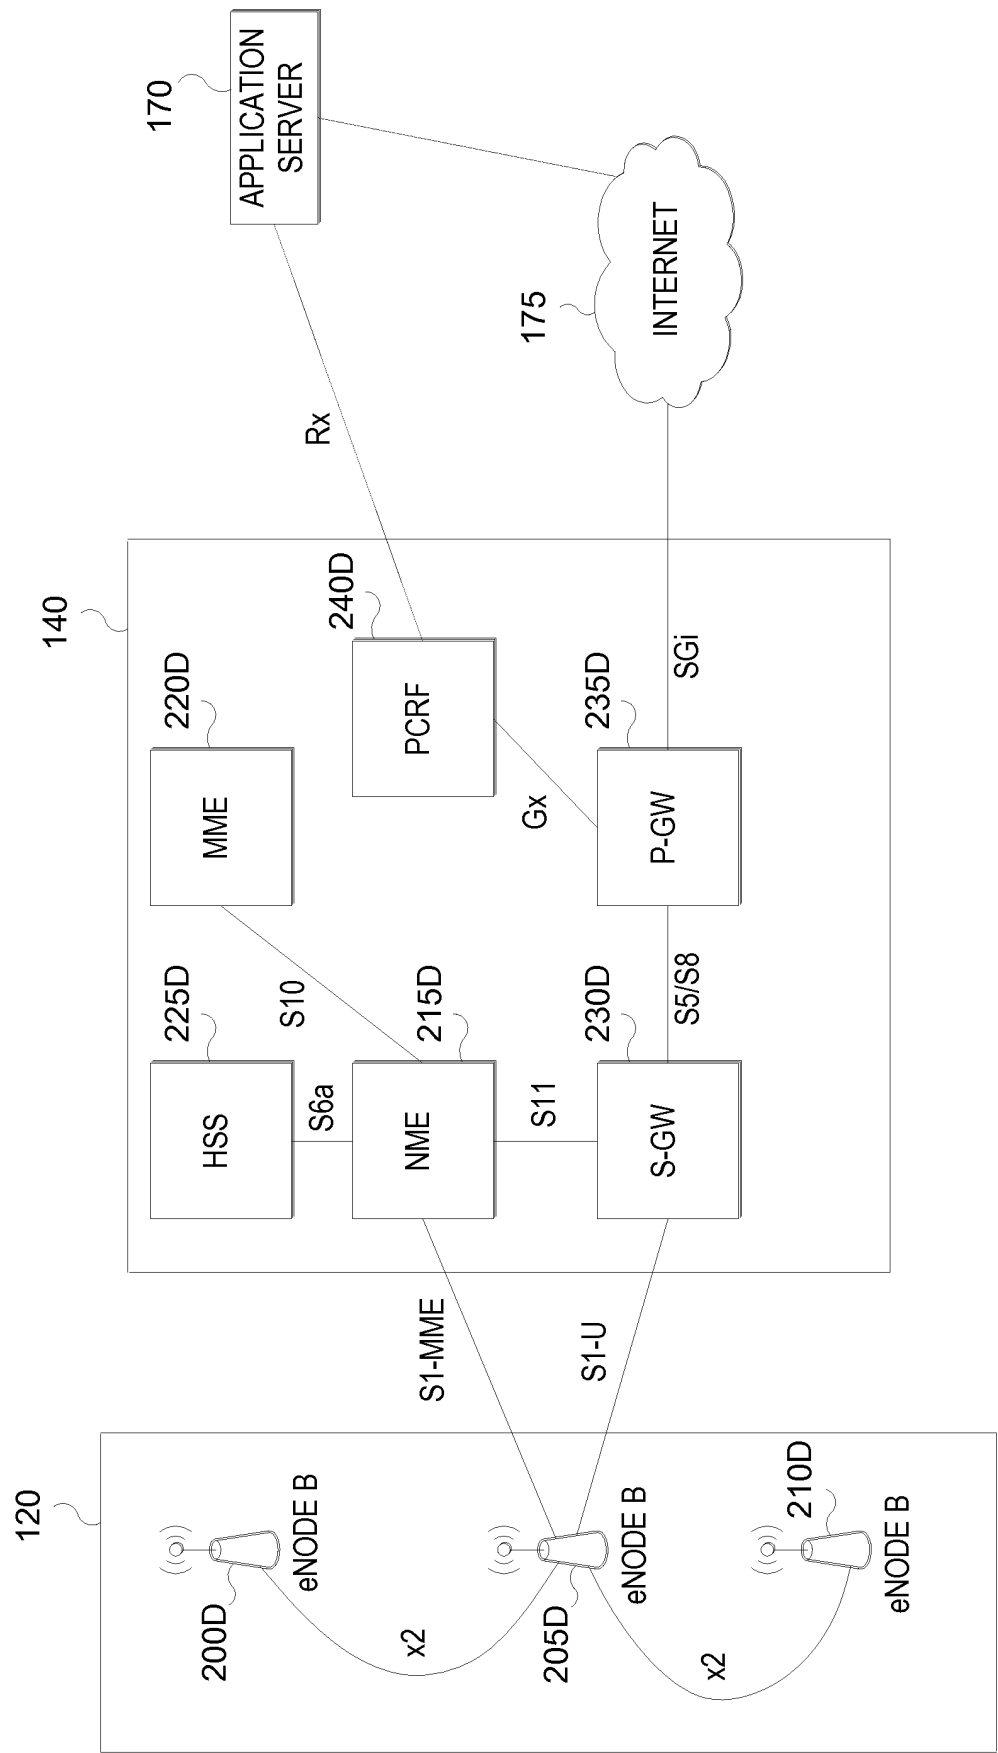 120
200D
eNODE B
x2
205D
eNODE B
x2
210D
eNODE B
S1-MME
S1-U
140
225D
HSS
S6a
S10
220D
MME
215D
NME
S11
230D
S-GW
S5/S8
235D
P-GW
Gx
240D
PCRF
SGi
Rx
170
APPLICATION
SERVER
175
INTERNET